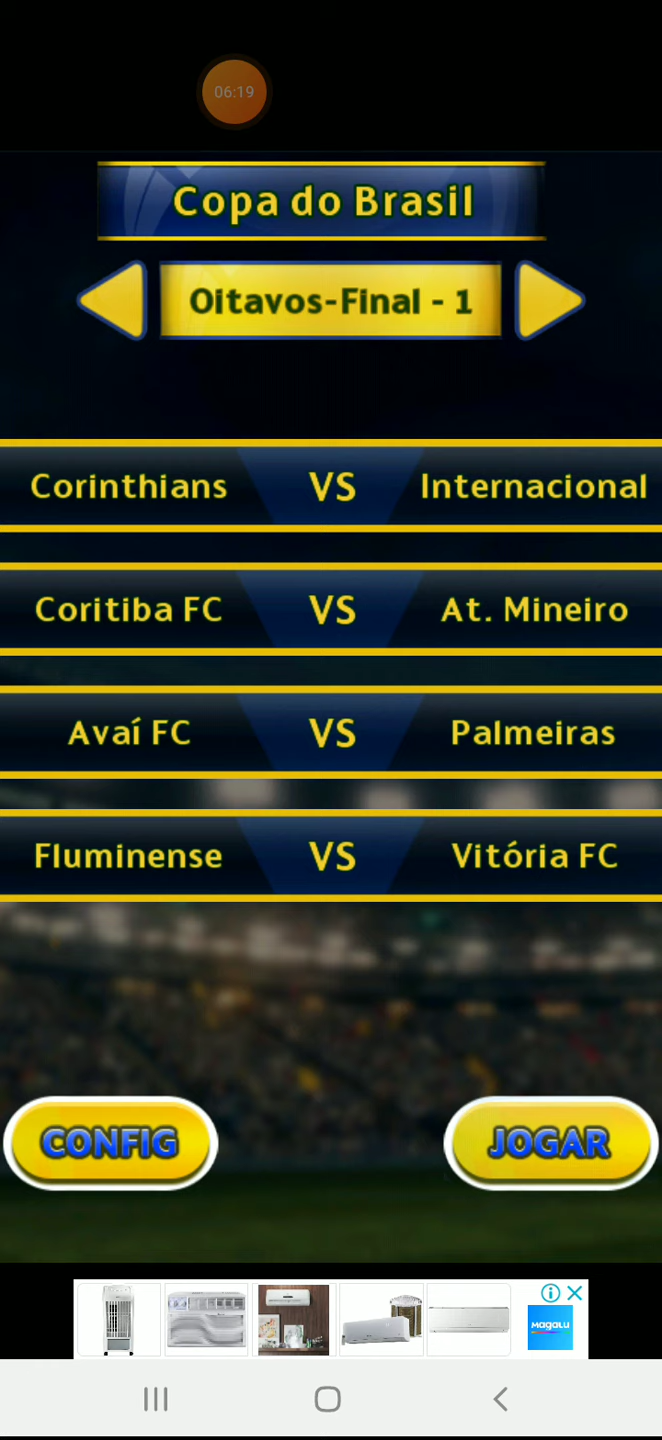 06:19
Copa do Brasil
Oitavos-Final - 1
Corinthians VS Internacional
Coritiba FC VS At. Mineiro
Avaí FC VS Palmeiras
Fluminense VS Vitória FC
CONFIG JOGAR
Magalu